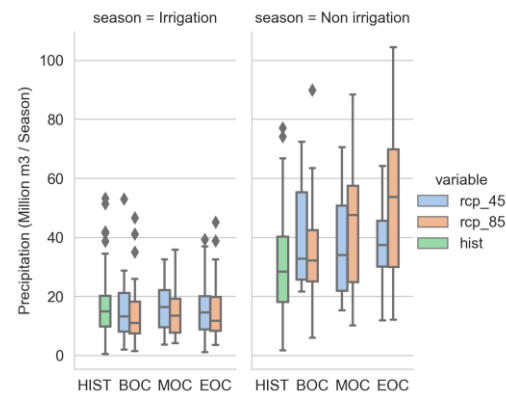 season = Irrigation
season = Non irrigation
Precipitation (Million m3 / Season)
100
80
60
40
20
0
HIST BOC MOC EOC
HIST BOC MOC EOC
variable
rcp_45
rcp_85
hist